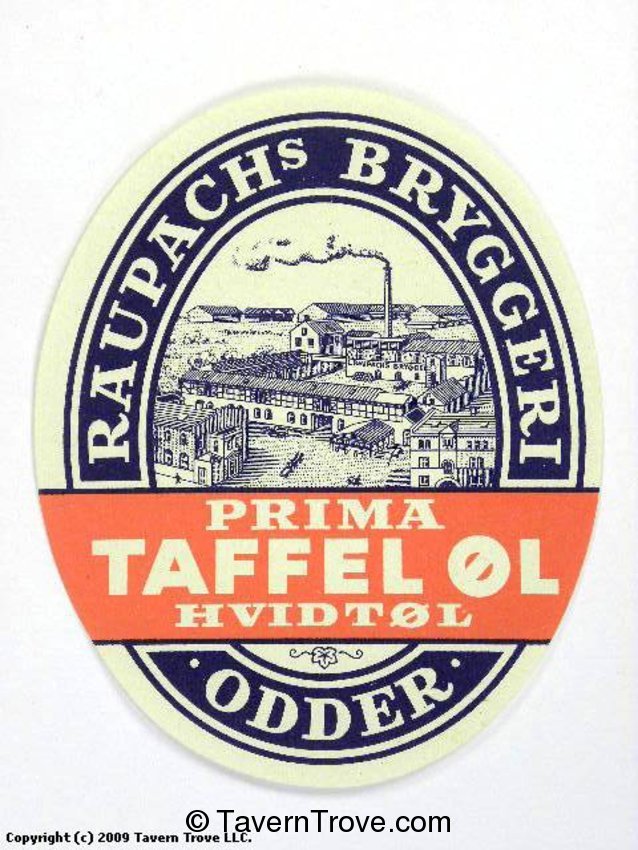 RAUPACHS BRYGGERI
RAUPACHS BRYGGERI
PRIMA
TAFFEL ØL
HVIDTØL
· ODDER ·
© TavernTrove.com
Copyright (c) 2009 Tavern Trove LLC.